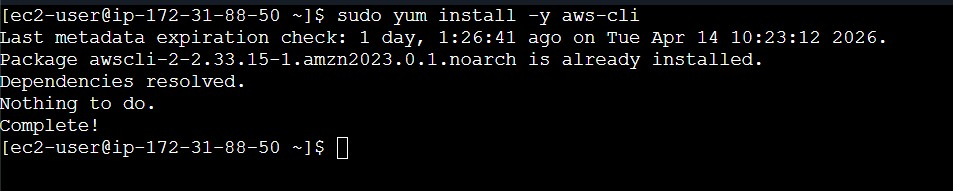 [ec2-user@ip-172-31-88-50 ~]$ sudo yum install -y aws-cli
Last metadata expiration check: 1 day, 1:26:41 ago on Tue Apr 14 10:23:12 2026.
Package awscli-2-2.33.15-1.amzn2023.0.1.noarch is already installed.
Dependencies resolved.
Nothing to do.
Complete!
[ec2-user@ip-172-31-88-50 ~]$